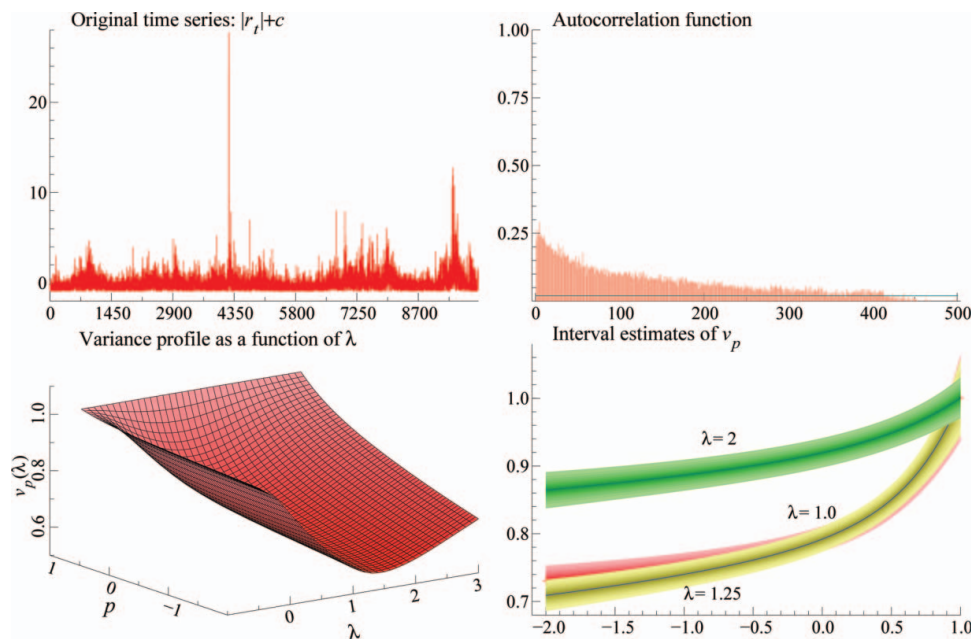 Original time series: |r_t|+c
20
10
0
0 1450 2900 4350 5800 7250 8700
Autocorrelation function
1.00
0.75
0.50
0.25
0 100 200 300 400 500
Variance profile as a function of λ
1.0
0.8
0.6
v_p(λ)
1 0 −1
p
0 1 2 3
λ
Interval estimates of v_p
1.0
0.9
0.8
0.7
λ= 2
λ= 1.0
λ= 1.25
-2.0 -1.5 -1.0 -0.5 0.0 0.5 1.0